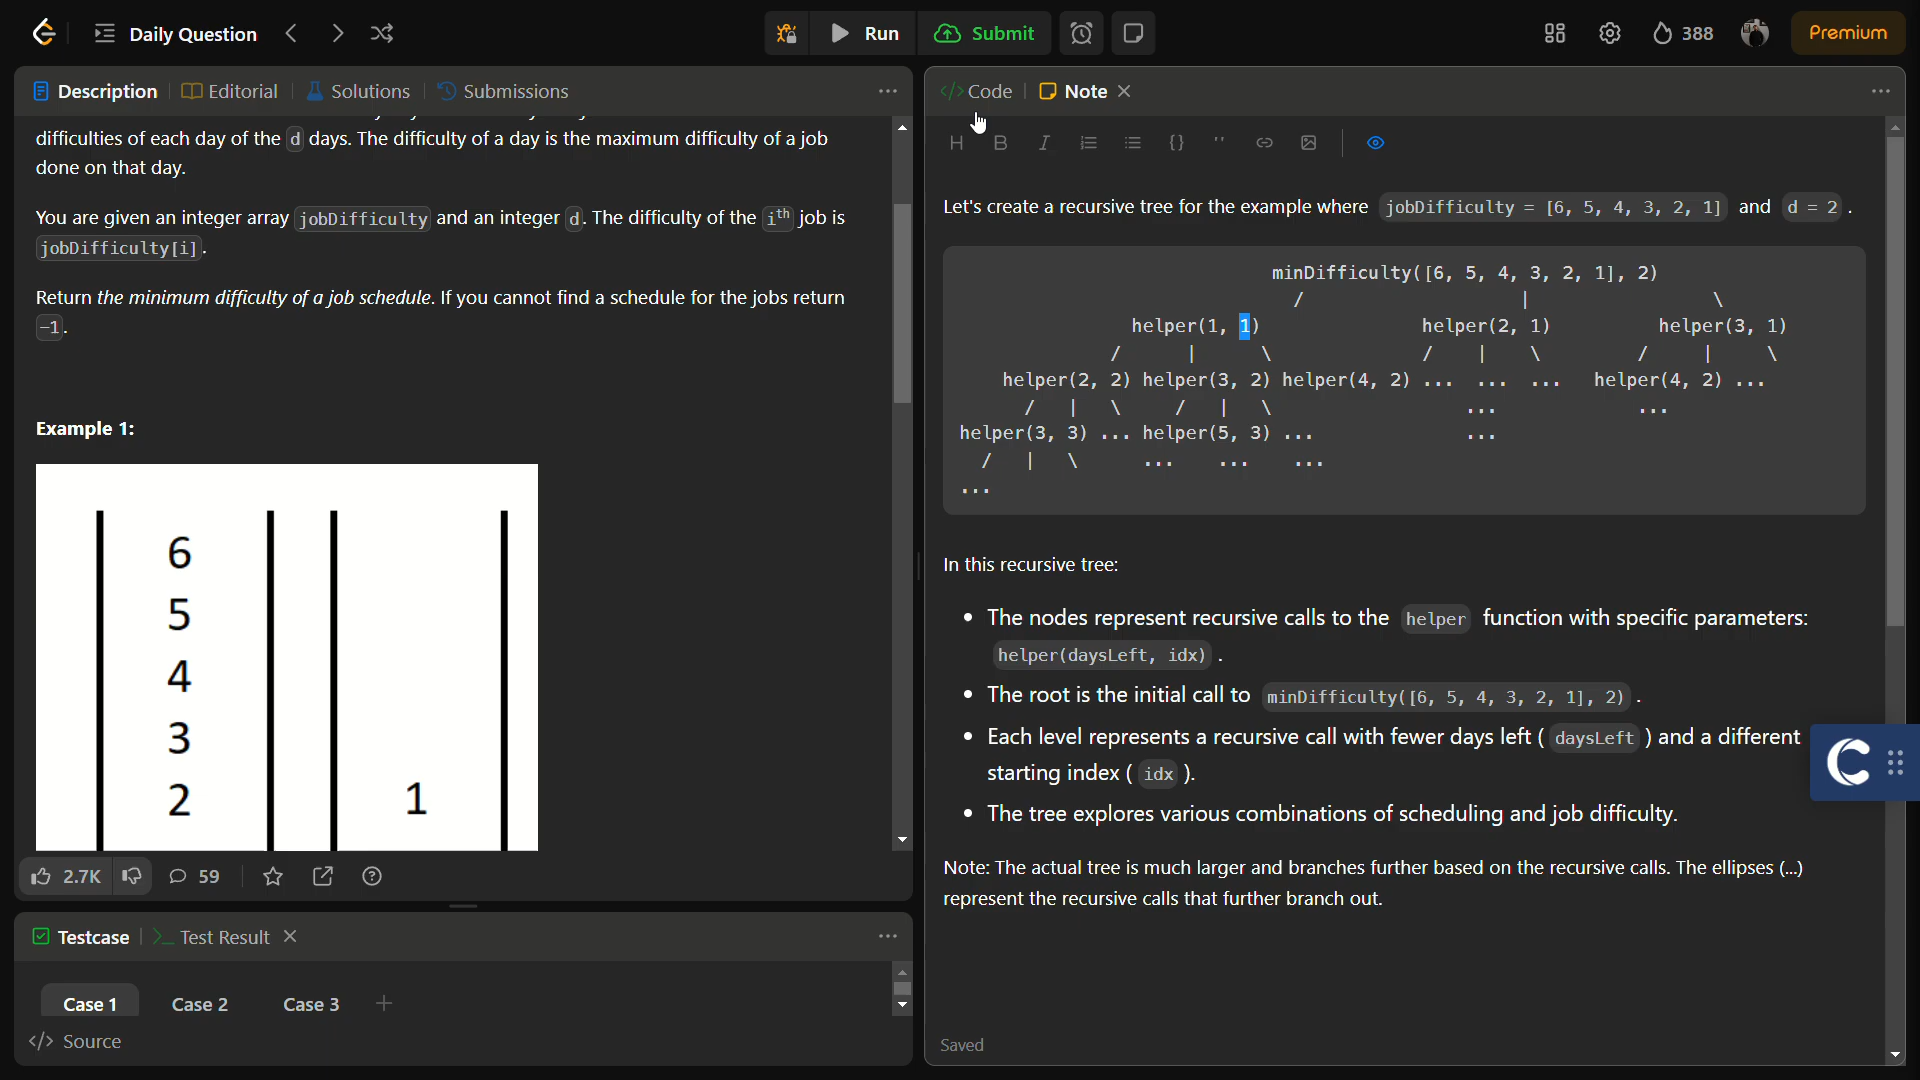 Daily Question
Run
Submit
388
Premium
Description
Editorial
Solutions
Submissions
difficulties of each day of the d days. The difficulty of a day is the maximum difficulty of a job
done on that day.
You are given an integer array jobDifficulty and an integer d. The difficulty of the ith job is
jobDifficulty[i].
Return the minimum difficulty of a job schedule. If you cannot find a schedule for the jobs return
-1.
Example 1:
6
5
4
3
2 1
2.7K
59
Testcase
Test Result
Case 1 Case 2 Case 3 +
</> Source
</> Code
Note
H B I {} "
Let's create a recursive tree for the example where jobDifficulty = [6, 5, 4, 3, 2, 1] and d = 2 .
minDifficulty([6, 5, 4, 3, 2, 1], 2)
/ | \
helper(1, 1) helper(2, 1) helper(3, 1)
/ | \ / | \ / | \
helper(2, 2) helper(3, 2) helper(4, 2) ... ... ... helper(4, 2) ...
/ | \ / | \ ... ...
helper(3, 3) ... helper(5, 3) ... ...
/ | \ ... ... ...
...
In this recursive tree:
• The nodes represent recursive calls to the helper function with specific parameters:
helper(daysLeft, idx) .
• The root is the initial call to minDifficulty([6, 5, 4, 3, 2, 1], 2) .
• Each level represents a recursive call with fewer days left ( daysLeft ) and a different
starting index ( idx ).
• The tree explores various combinations of scheduling and job difficulty.
Note: The actual tree is much larger and branches further based on the recursive calls. The ellipses (...)
represent the recursive calls that further branch out.
Saved